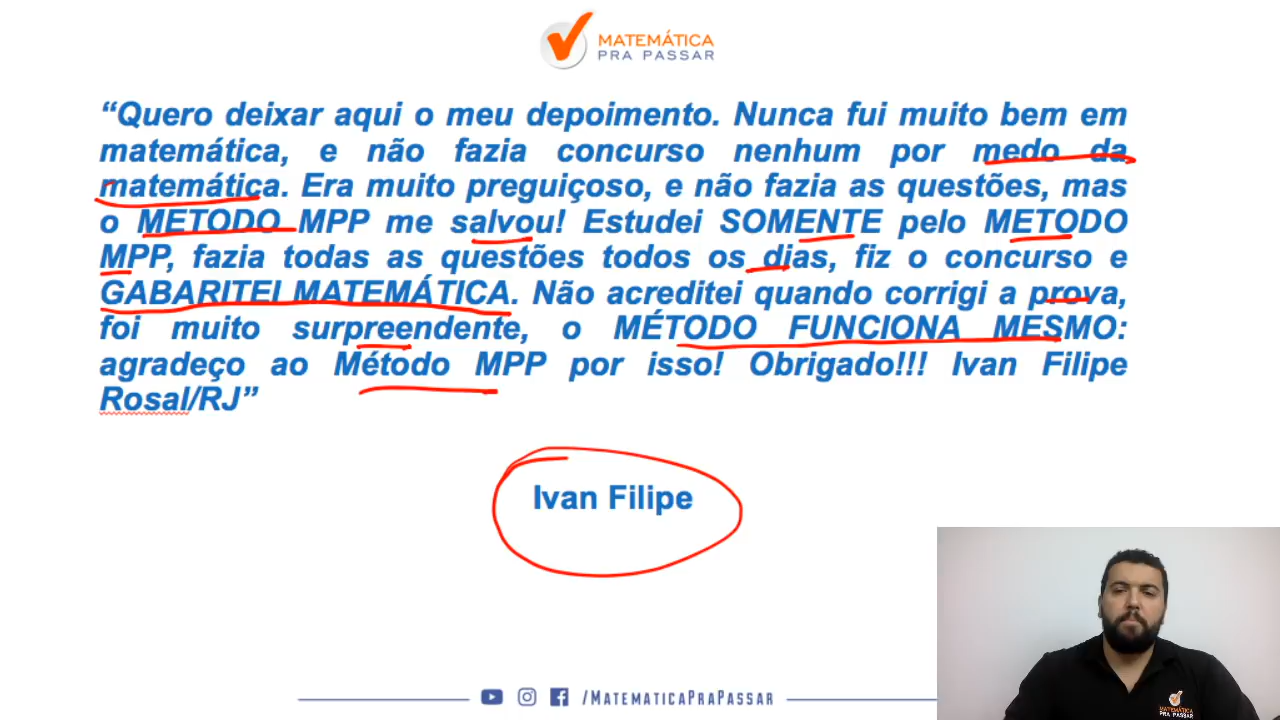 MATEMÁTICA
PRA PASSAR
“Quero deixar aqui o meu depoimento. Nunca fui muito bem em
matemática, e não fazia concurso nenhum por medo da
matemática. Era muito preguiçoso, e não fazia as questões, mas
o METODO MPP me salvou! Estudei SOMENTE pelo METODO
MPP, fazia todas as questões todos os dias, fiz o concurso e
GABARITEI MATEMÁTICA. Não acreditei quando corrigi a prova,
foi muito surpreendente, o MÉTODO FUNCIONA MESMO:
agradeço ao Método MPP por isso! Obrigado!!! Ivan Filipe
Rosal/RJ”
Ivan Filipe
/MATEMATICAPRAPASSAR
MATEMÁTICA
PRA PASSAR